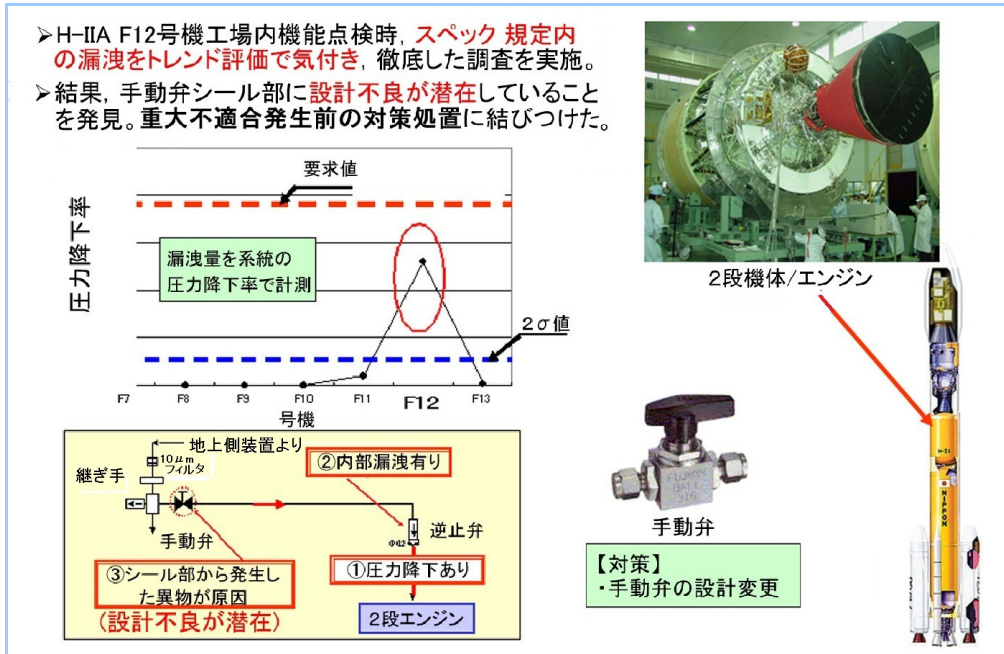 ➢H-IIA F12号機工場内機能点検時, スペック 規定内
の漏洩をトレンド評価で気付き, 徹底した調査を実施。
➢結果, 手動弁シール部に設計不良が潜在していること
を発見。重大不適合発生前の対策処置に結びつけた。
要求値
圧力降下率
漏洩量を系統の
圧力降下率で計測
2σ値
F7 F8 F9 F10 F11 F12 F13
号機
2段機体/エンジン
地上側装置より
10μm
フィルタ
継ぎ手
②内部漏洩有り
手動弁
逆止弁
Φ0.2
①圧力降下あり
③シール部から発生し
た異物が原因
(設計不良が潜在)
2段エンジン
手動弁
【対策】
・手動弁の設計変更
H-IIA
NIPPON